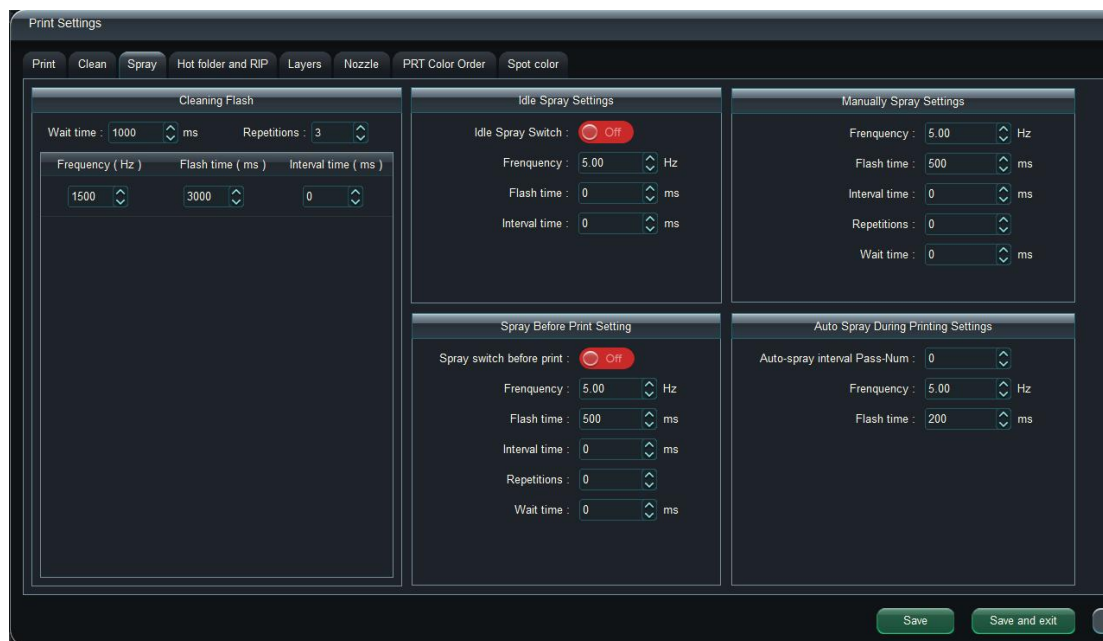 Print Settings
Print Clean Spray Hot folder and RIP Layers Nozzle PRT Color Order Spot color
Cleaning Flash
Wait time : 1000 ms Repetitions : 3
Frequency ( Hz ) Flash time ( ms ) Interval time ( ms )
1500 3000 0
Idle Spray Settings
Idle Spray Switch : Off
Frenquency : 5.00 Hz
Flash time : 0 ms
Interval time : 0 ms
Manually Spray Settings
Frenquency : 5.00 Hz
Flash time : 500 ms
Interval time : 0 ms
Repetitions : 0
Wait time : 0 ms
Spray Before Print Setting
Spray switch before print : Off
Frenquency : 5.00 Hz
Flash time : 500 ms
Interval time : 0 ms
Repetitions : 0
Wait time : 0 ms
Auto Spray During Printing Settings
Auto-spray interval Pass-Num : 0
Frenquency : 5.00 Hz
Flash time : 200 ms
Save Save and exit